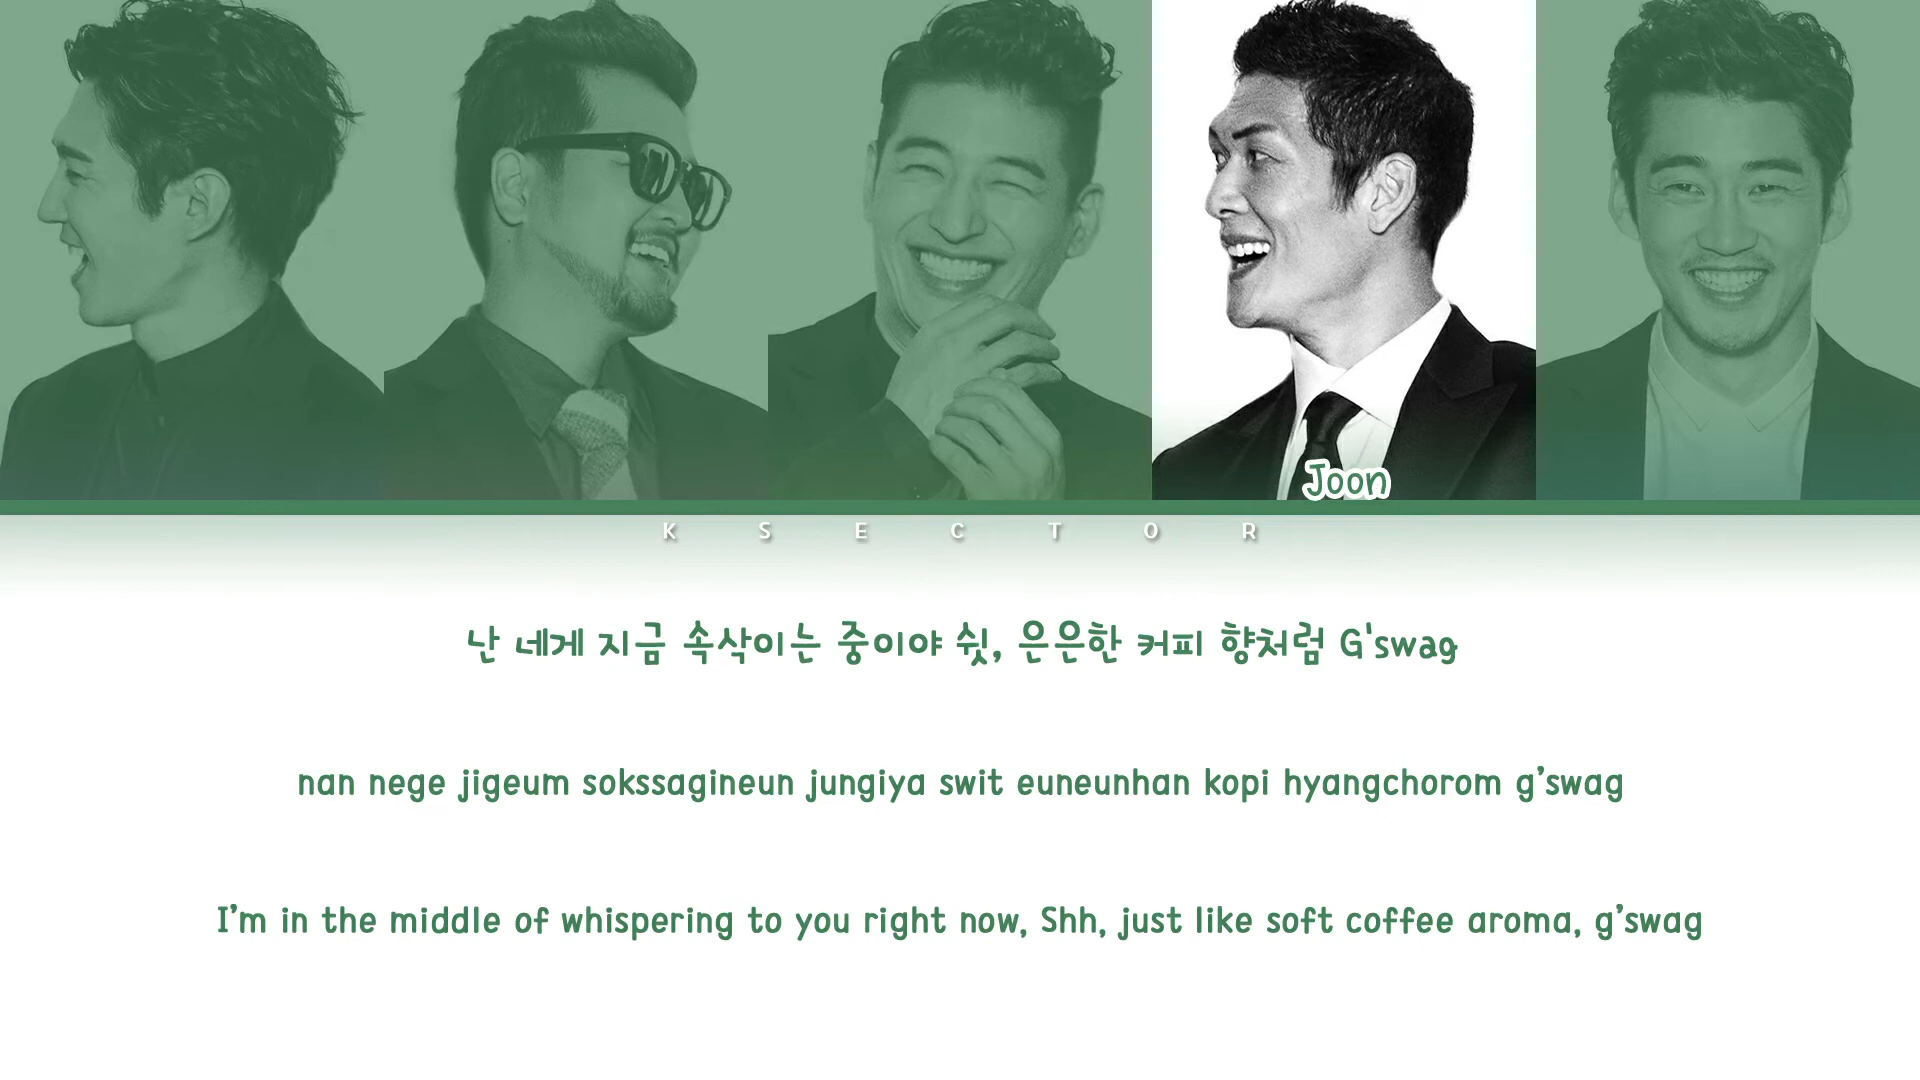 Joon
K S E C T O R
난 네게 지금 속삭이는 중이야 쉿, 은은한 커피 향처럼 G'swag
nan nege jigeum sokssagineun jungiya swit euneunhan kopi hyangchorom g’swag
I’m in the middle of whispering to you right now, Shh, just like soft coffee aroma, g’swag